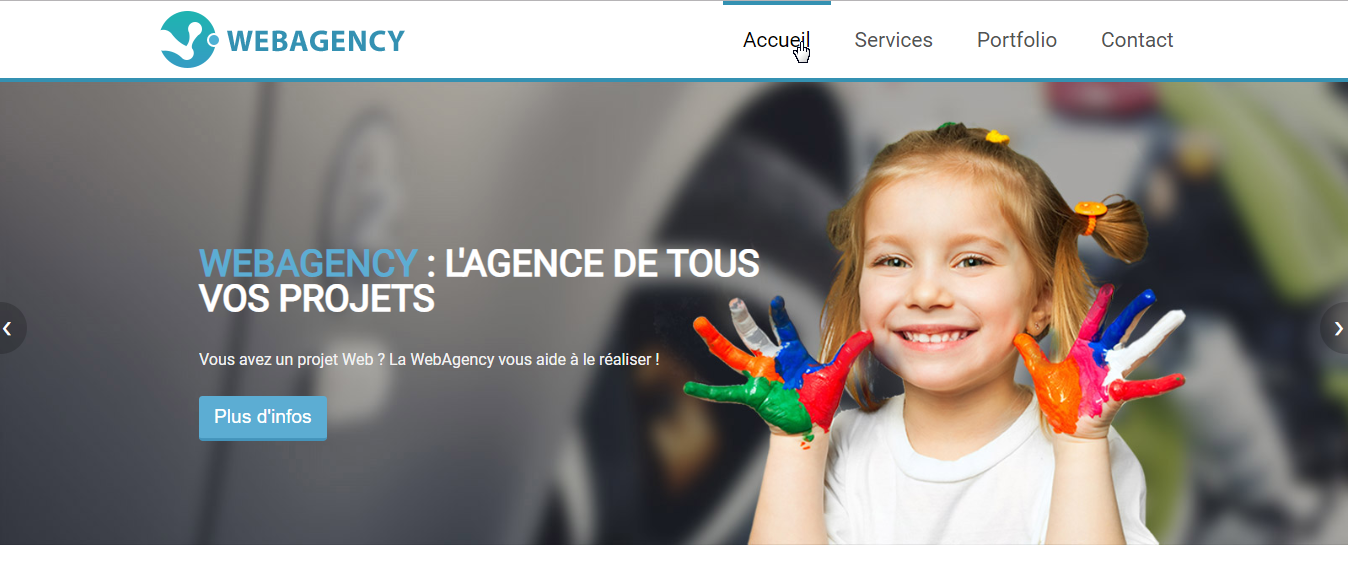 WEBAGENCY
Accueil Services Portfolio Contact
WEBAGENCY : L'AGENCE DE TOUS
VOS PROJETS
Vous avez un projet Web ? La WebAgency vous aide à le réaliser !
Plus d'infos